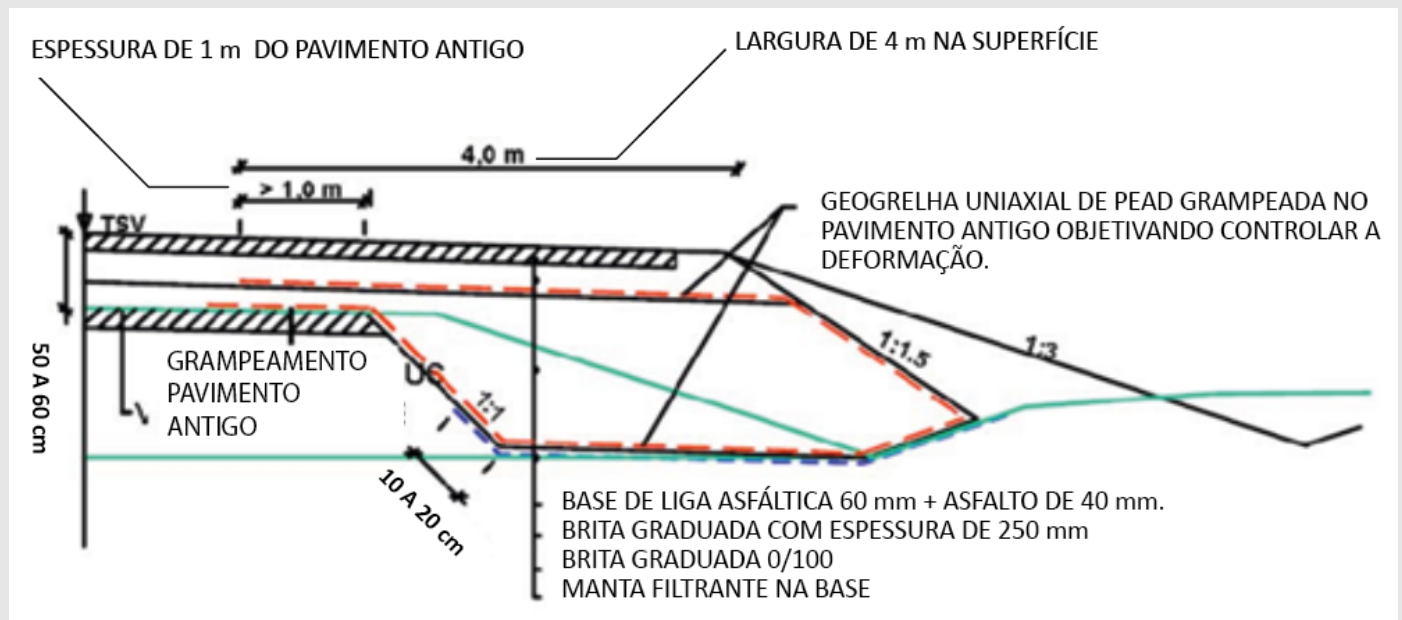 ESPESSURA DE 1 m DO PAVIMENTO ANTIGO
LARGURA DE 4 m NA SUPERFÍCIE
4,0 m
> 1,0 m
TSV
GEOGRELHA UNIAXIAL DE PEAD GRAMPEADA NO
PAVIMENTO ANTIGO OBJETIVANDO CONTROLAR A
DEFORMAÇÃO.
1:1.5
1:3
50 A 60 cm
GRAMPEAMENTO
PAVIMENTO
ANTIGO
1:1
10 A 20 cm
BASE DE LIGA ASFÁLTICA 60 mm + ASFALTO DE 40 mm.
BRITA GRADUADA COM ESPESSURA DE 250 mm
BRITA GRADUADA 0/100
MANTA FILTRANTE NA BASE